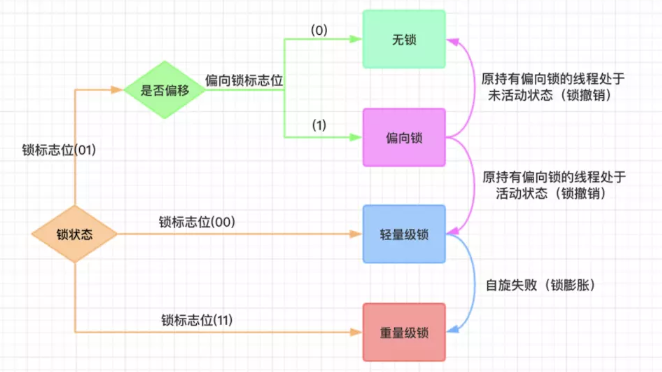 (0)
无锁
是否偏移
偏向锁标志位
原持有偏向锁的线程处于
未活动状态（锁撤销）
(1)
偏向锁
锁标志位(01)
原持有偏向锁的线程处于
活动状态（锁撤销）
锁状态
锁标志位(00)
轻量级锁
自旋失败（锁膨胀）
锁标志位(11)
重量级锁